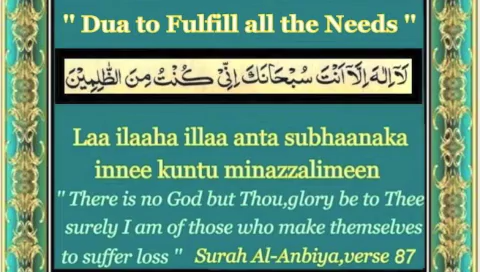 " Dua to Fulfill all the Needs "
لَآ اِلٰهَ اِلَّآ اَنْتَ سُبْحَانَكَ اِنِّىْ كُنْتُ مِنَ الظّٰلِمِيْنَ
Laa ilaaha illaa anta subhaanaka
innee kuntu minazzalimeen
" There is no God but Thou,glory be to Thee
surely I am of those who make themselves
to suffer loss " Surah Al-Anbiya,verse 87